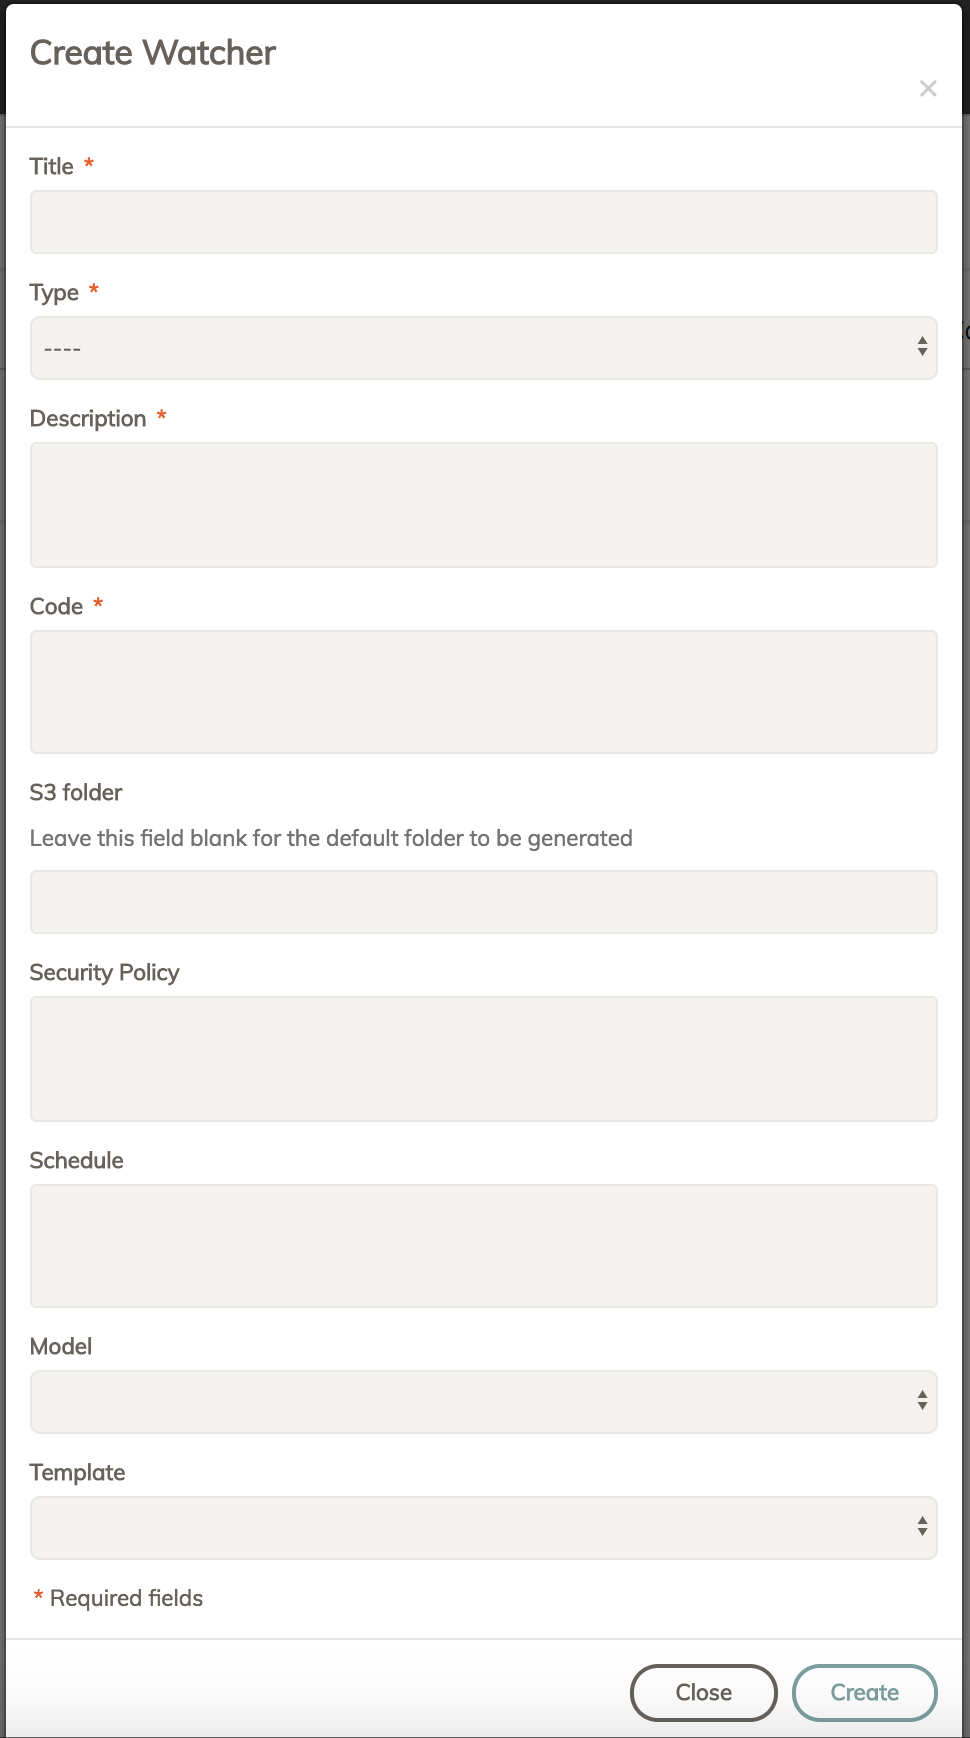 Create Watcher
×
Title *
Type *
----
Description *
Code *
S3 folder
Leave this field blank for the default folder to be generated
Security Policy
Schedule
Model
Template
* Required fields
Close Create